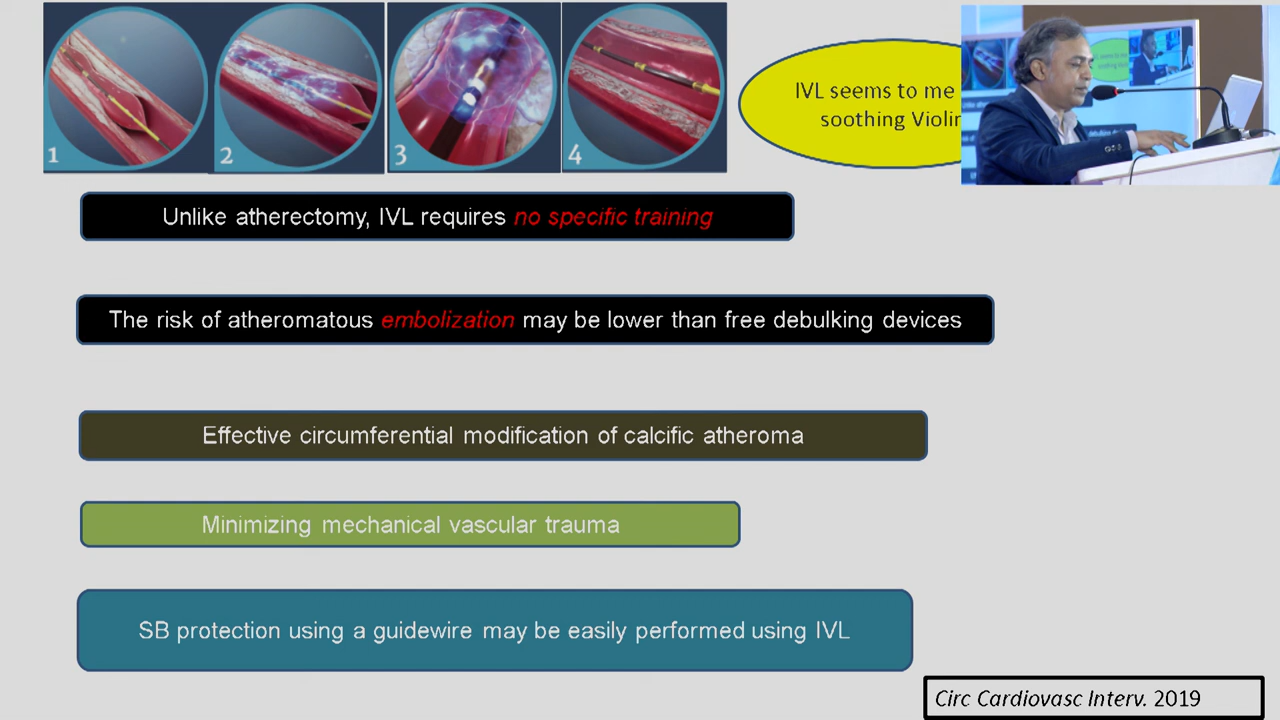 1
2
3
4
IVL seems to me
soothing
Unlike atherectomy, IVL requires no specific training
The risk of atheromatous embolization may be lower than free debulking devices
Effective circumferential modification of calcific atheroma
Minimizing mechanical vascular trauma
SB protection using a guidewire may be easily performed using IVL
Circ Cardiovasc Interv. 2019